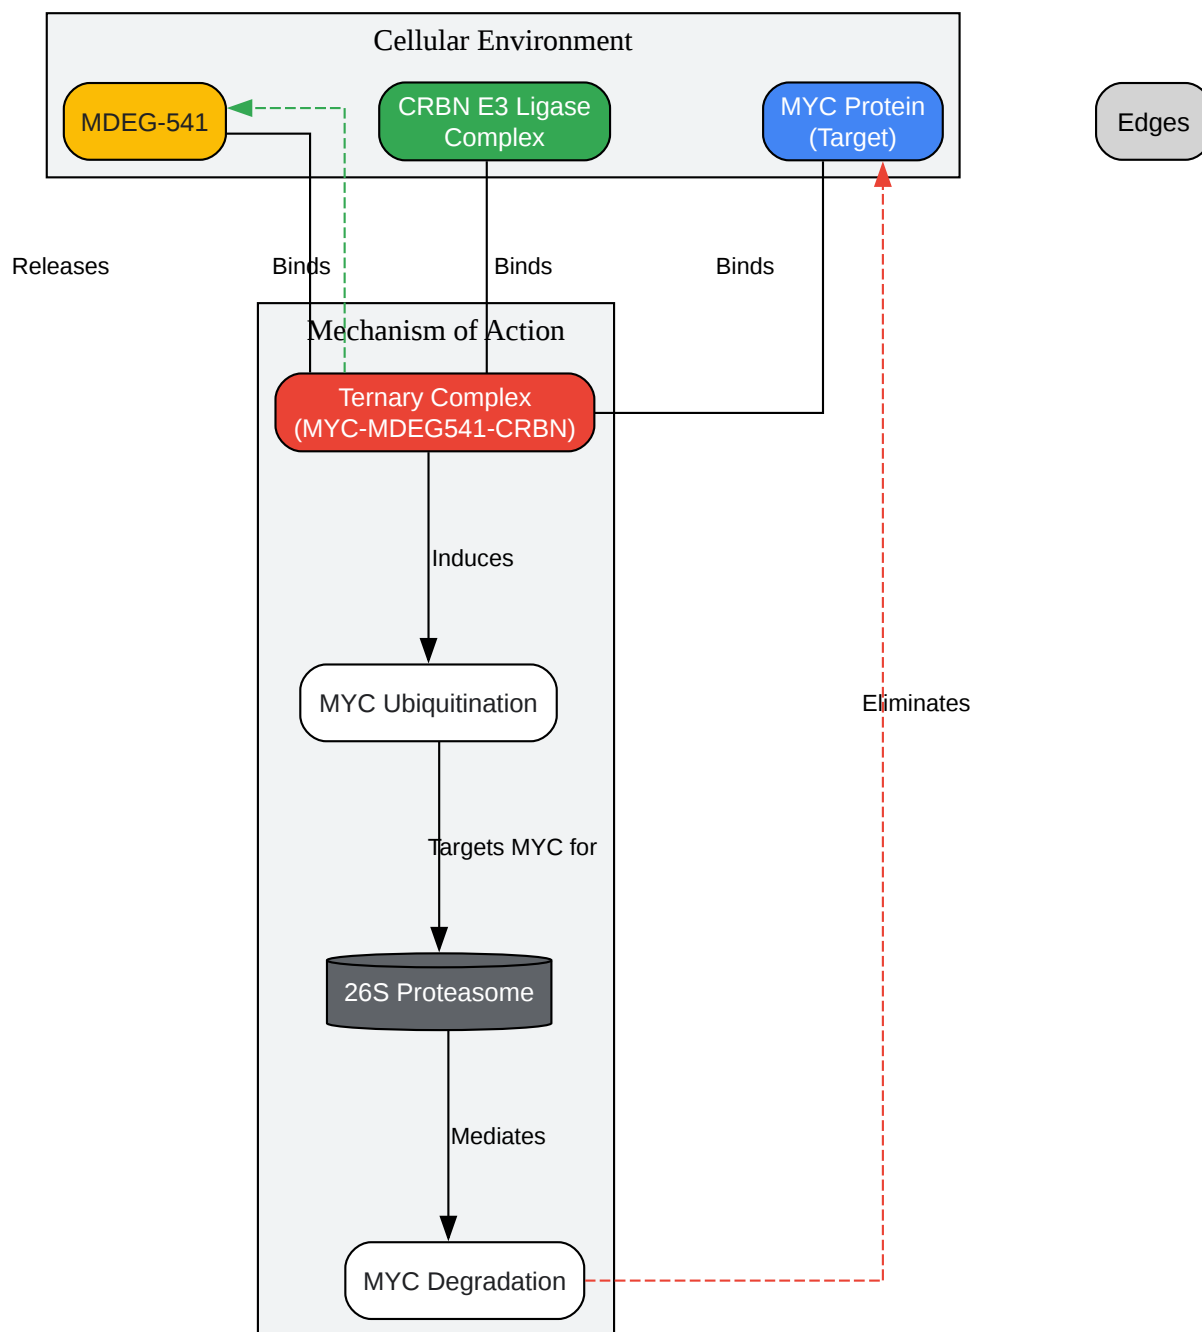 Cellular Environment
MDEG-541
CRBN E3 Ligase
Complex
MYC Protein
(Target)
Edges
Releases
Binds
Binds
Binds
Mechanism of Action
Ternary Complex
(MYC-MDEG541-CRBN)
Induces
MYC Ubiquitination
Eliminates
Targets MYC for
26S Proteasome
Mediates
MYC Degradation